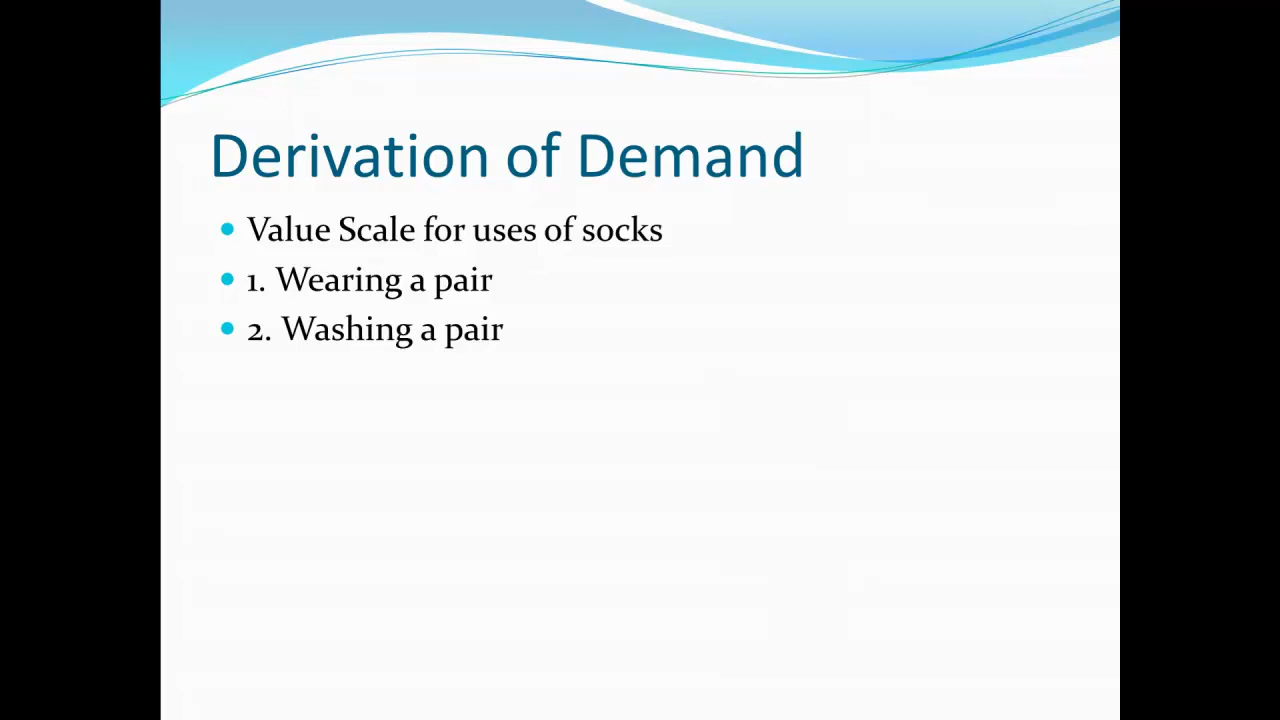 Derivation of Demand
• Value Scale for uses of socks
• 1. Wearing a pair
• 2. Washing a pair